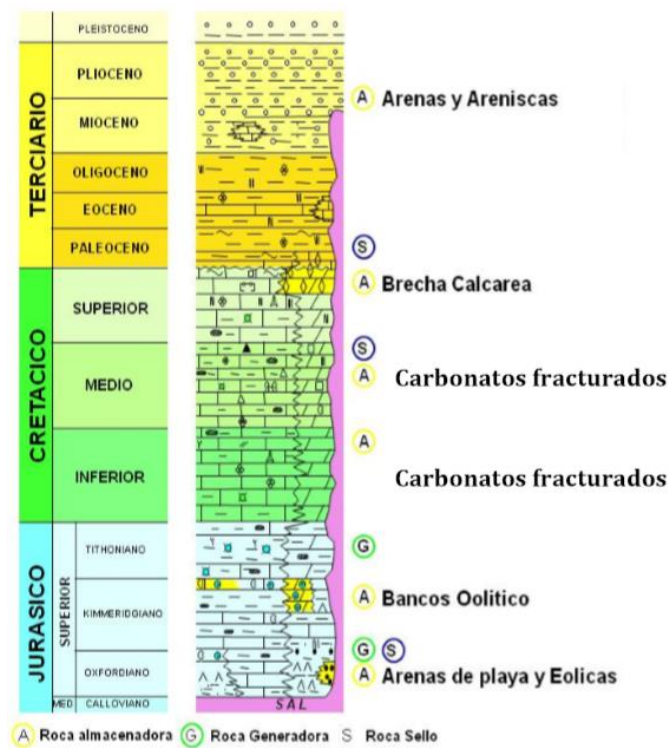 PLEISTOCENO
TERCIARIO
PLIOCENO
A Arenas y Areniscas
MIOCENO
OLIGOCENO
EOCENO
PALEOCENO
S
CRETACICO
SUPERIOR
A Brecha Calcarea
S
MEDIO
A Carbonatos fracturados
A
INFERIOR
Carbonatos fracturados
JURASICO
SUPERIOR
TITHONIANO
G
KIMMERIDGIANO
A Bancos Oolitico
G S
OXFORDIANO
A Arenas de playa y Eolicas
MED CALLOVIANO
SAL
A Roca almacenadora G Roca Generadora S Roca Sello